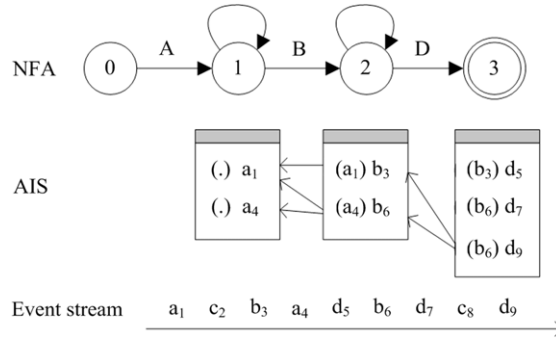 A B D
NFA 0 1 2 3
(.) a₁ (a₁) b₃ (b₃) d₅
AIS
(.) a₄ (a₄) b₆ (b₆) d₇
(b₆) d₉
Event stream a₁ c₂ b₃ a₄ d₅ b₆ d₇ c₈ d₉